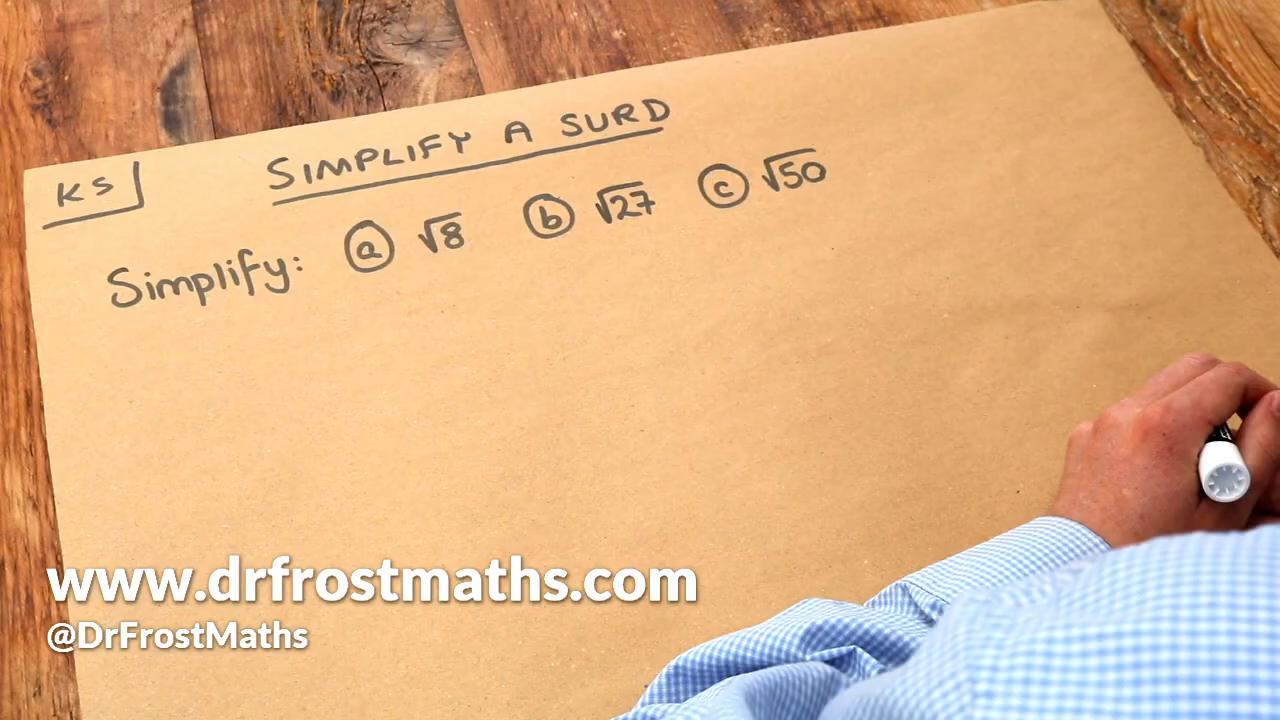 KS
SIMPLIFY A SURD
Simplify: ⓐ √8 ⓑ √27 ⓒ √50
www.drfrostmaths.com
@DrFrostMaths